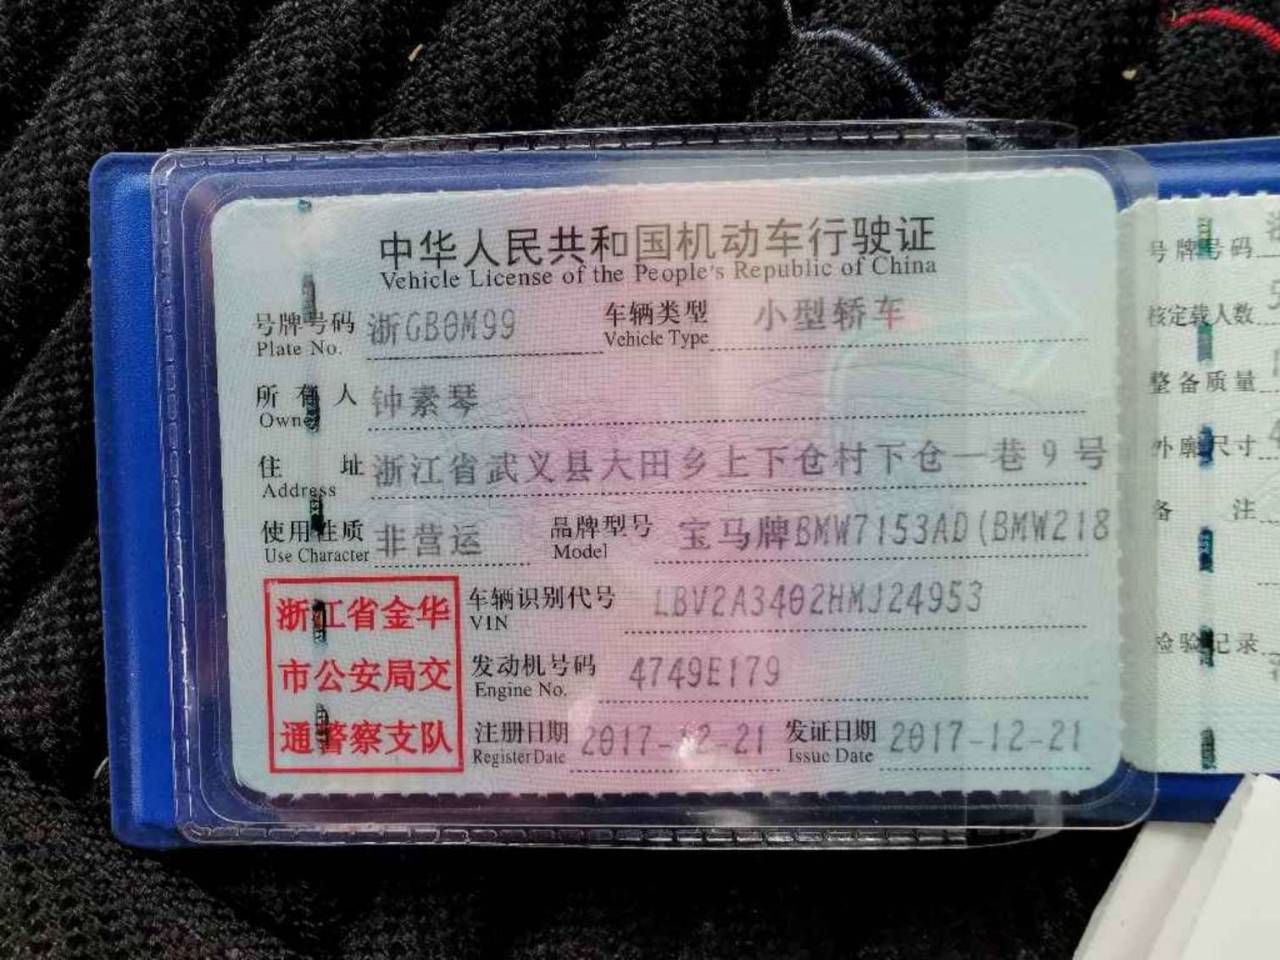 中华人民共和国机动车行驶证
Vehicle License of the People's Republic of China
号牌号码 浙GB0M99 车辆类型 小型轿车
Plate No. Vehicle Type
所有人 钟素琴
Owner
住址 浙江省武义县大田乡上下仓村下仓一巷9号
Address
使用性质 非营运 品牌型号 宝马牌BMW7153AD(BMW218
Use Character Model
浙江省金华
市公安局交
通警察支队
车辆识别代号 LBV2A3402HMJ24953
VIN
发动机号码 4749E179
Engine No.
注册日期 2017-12-21 发证日期 2017-12-21
Register Date Issue Date
号牌号码
核定载人数
整备质量
外廓尺寸
备注
检验记录